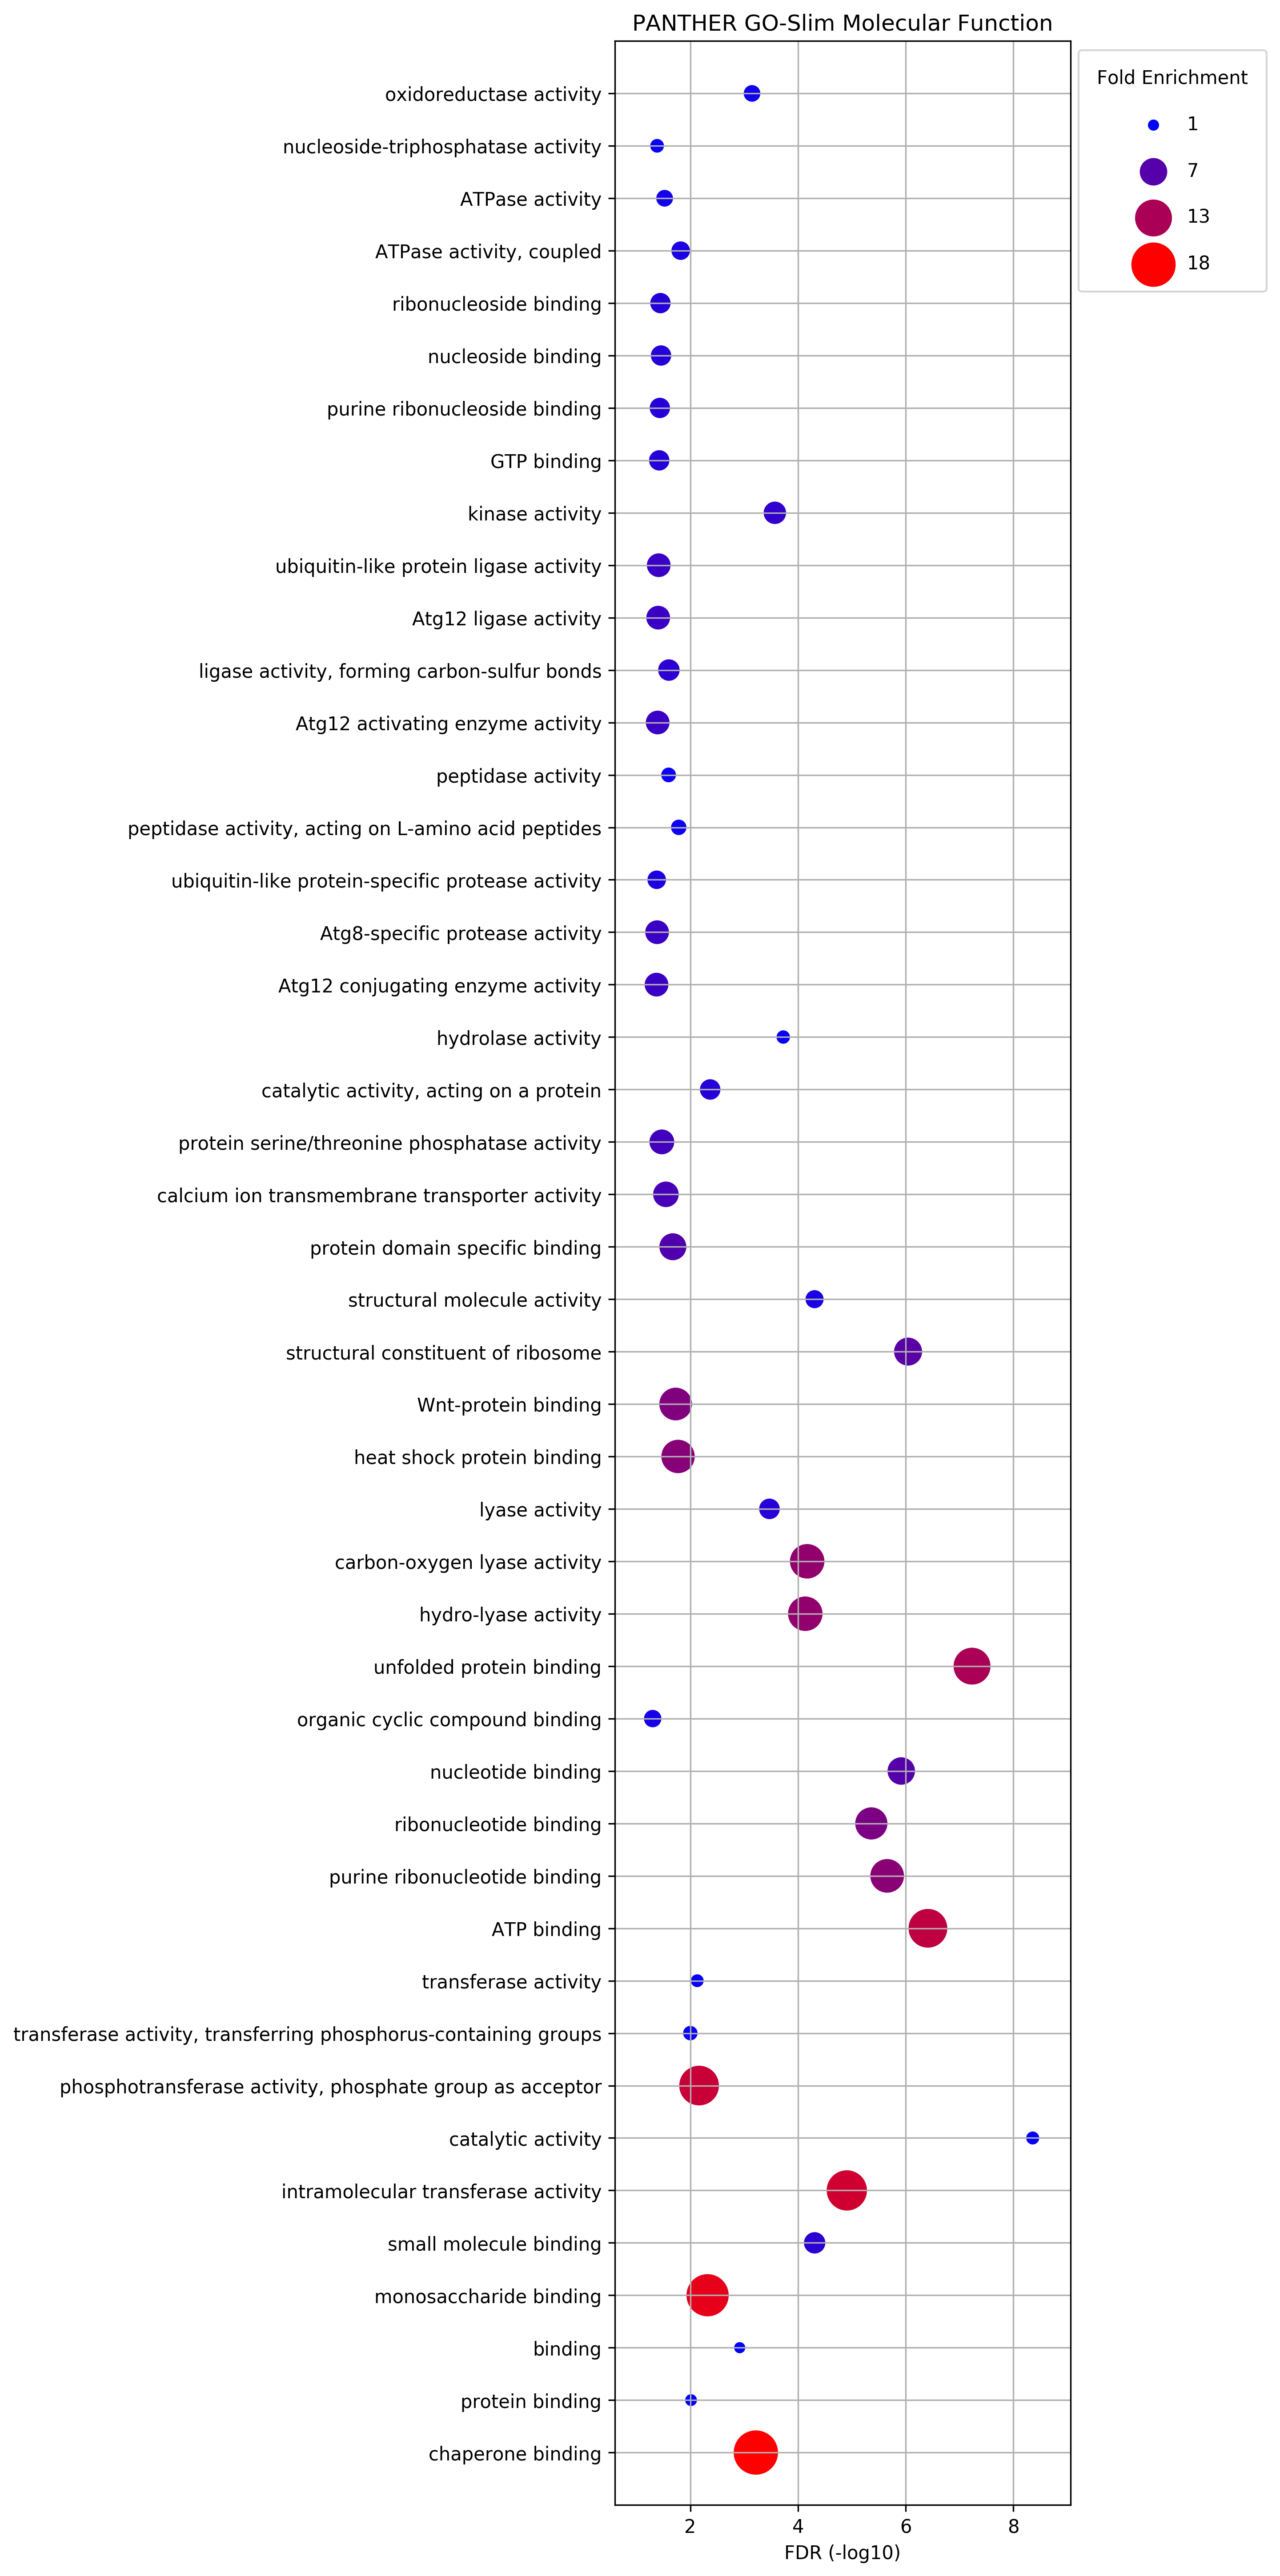 PANTHER GO-Slim Molecular Function
oxidoreductase activity
nucleoside-triphosphatase activity
ATPase activity
ATPase activity, coupled
ribonucleoside binding
nucleoside binding
purine ribonucleoside binding
GTP binding
kinase activity
ubiquitin-like protein ligase activity
Atg12 ligase activity
ligase activity, forming carbon-sulfur bonds
Atg12 activating enzyme activity
peptidase activity
peptidase activity, acting on L-amino acid peptides
ubiquitin-like protein-specific protease activity
Atg8-specific protease activity
Atg12 conjugating enzyme activity
hydrolase activity
catalytic activity, acting on a protein
protein serine/threonine phosphatase activity
calcium ion transmembrane transporter activity
protein domain specific binding
structural molecule activity
structural constituent of ribosome
Wnt-protein binding
heat shock protein binding
lyase activity
carbon-oxygen lyase activity
hydro-lyase activity
unfolded protein binding
organic cyclic compound binding
nucleotide binding
ribonucleotide binding
purine ribonucleotide binding
ATP binding
transferase activity
transferase activity, transferring phosphorus-containing groups
phosphotransferase activity, phosphate group as acceptor
catalytic activity
intramolecular transferase activity
small molecule binding
monosaccharide binding
binding
protein binding
chaperone binding
2 4 6 8
FDR (-log10)
Fold Enrichment
1
7
13
18